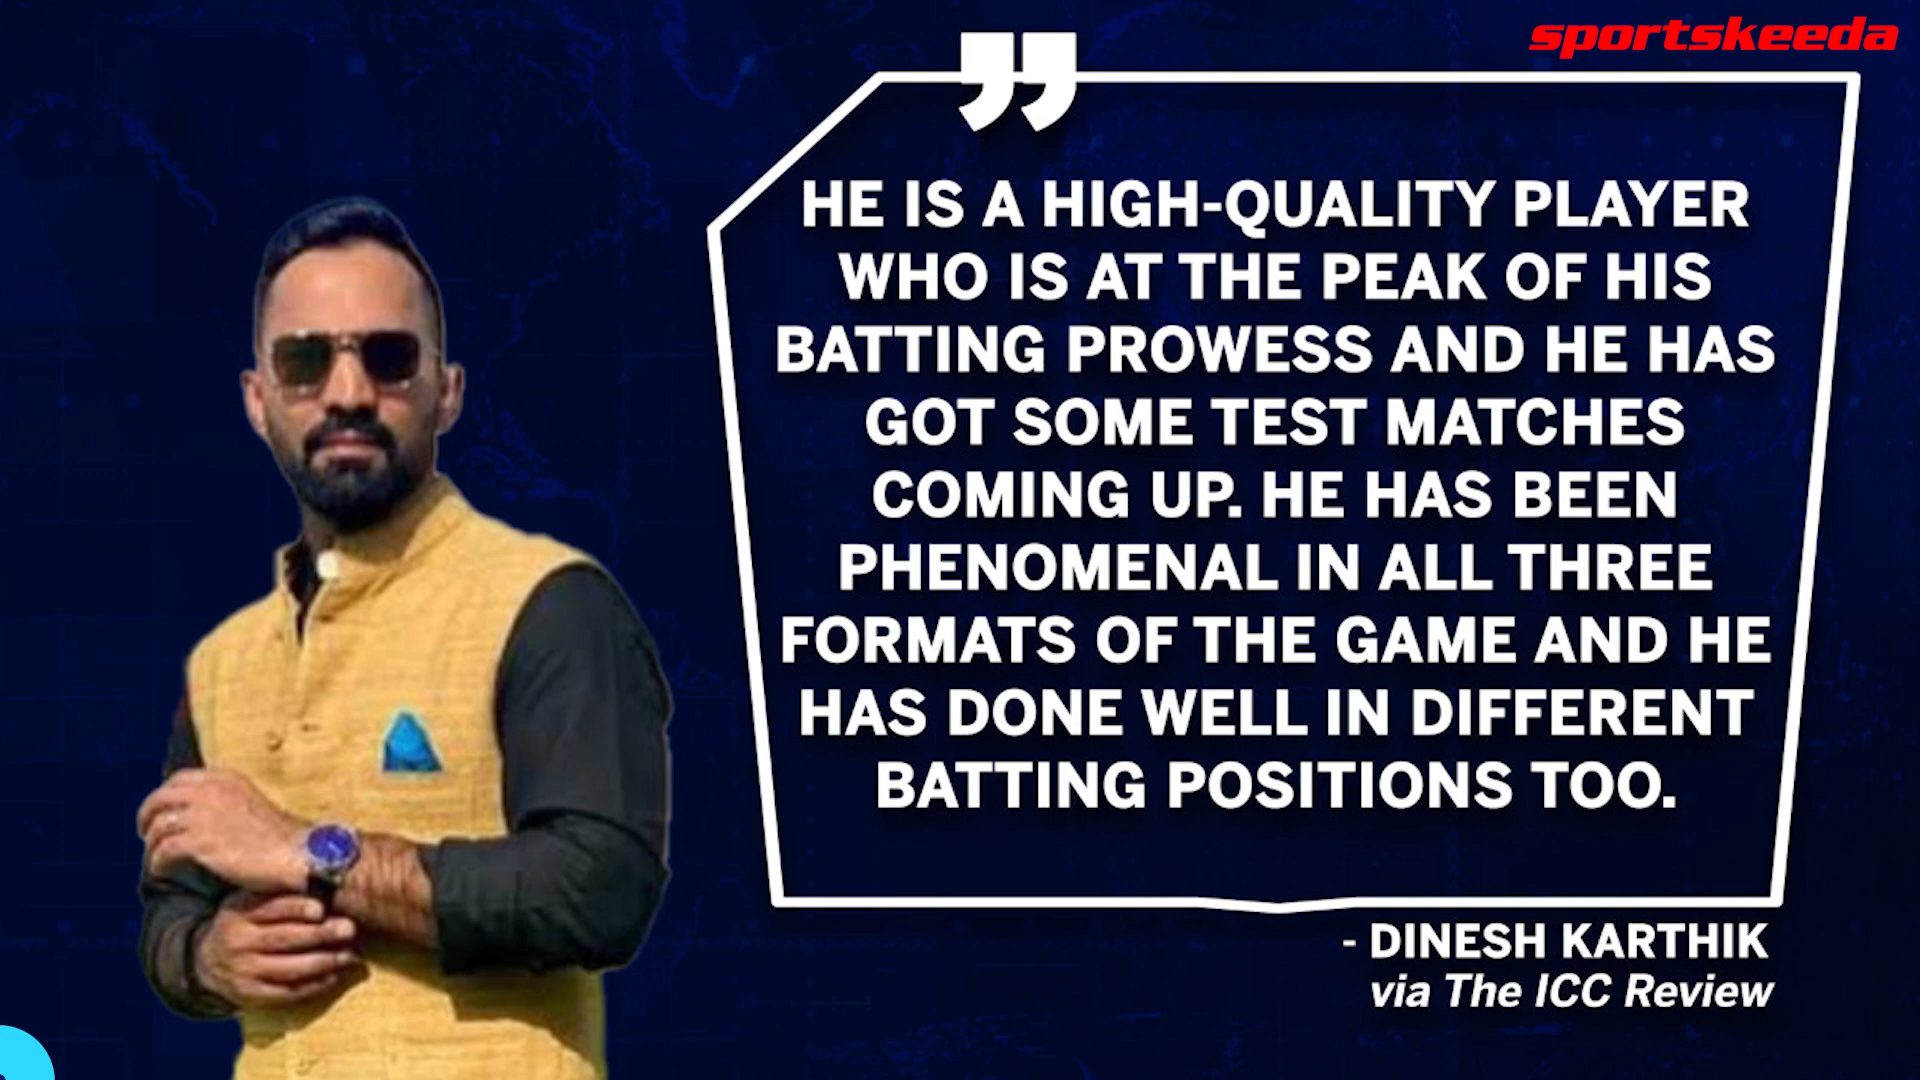 sportskeeda
”
HE IS A HIGH-QUALITY PLAYER
WHO IS AT THE PEAK OF HIS
BATTING PROWESS AND HE HAS
GOT SOME TEST MATCHES
COMING UP. HE HAS BEEN
PHENOMENAL IN ALL THREE
FORMATS OF THE GAME AND HE
HAS DONE WELL IN DIFFERENT
BATTING POSITIONS TOO.
- DINESH KARTHIK
via The ICC Review